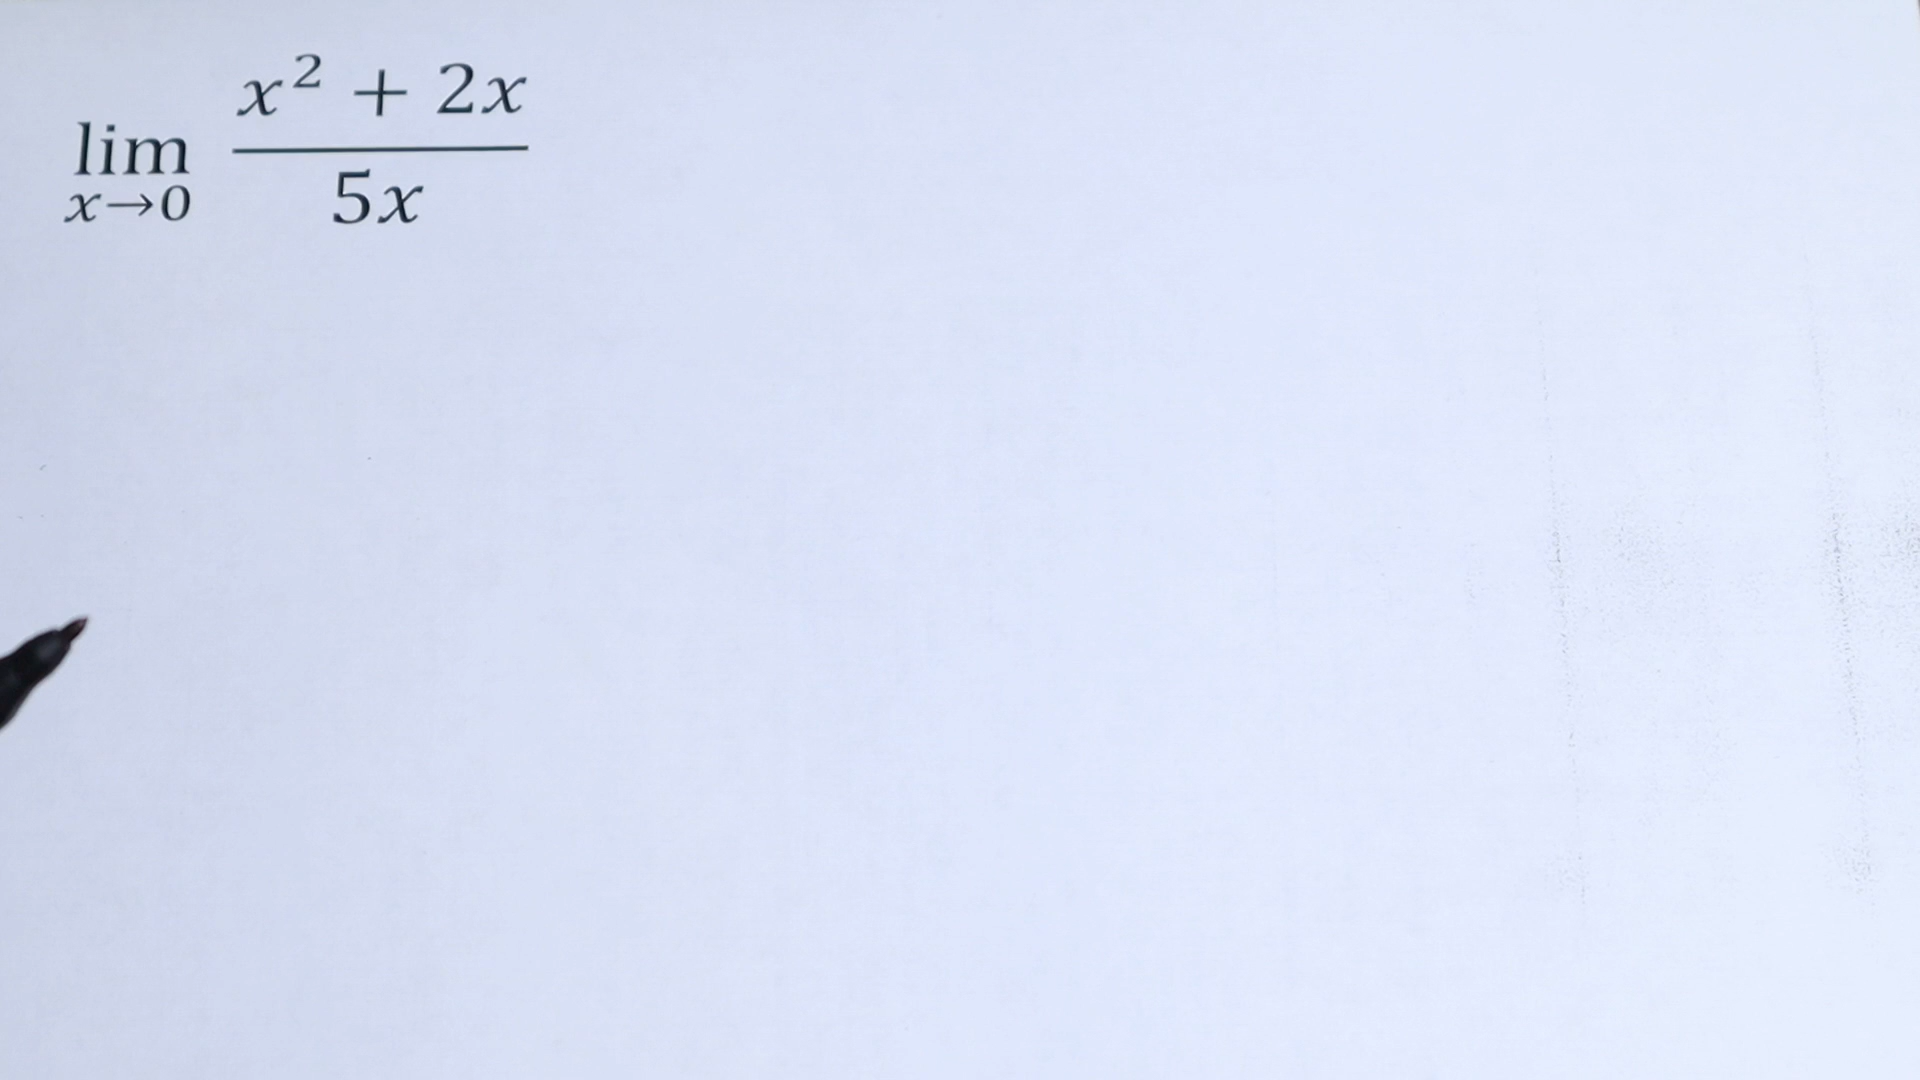 lim x→0 (x² + 2x)/(5x)